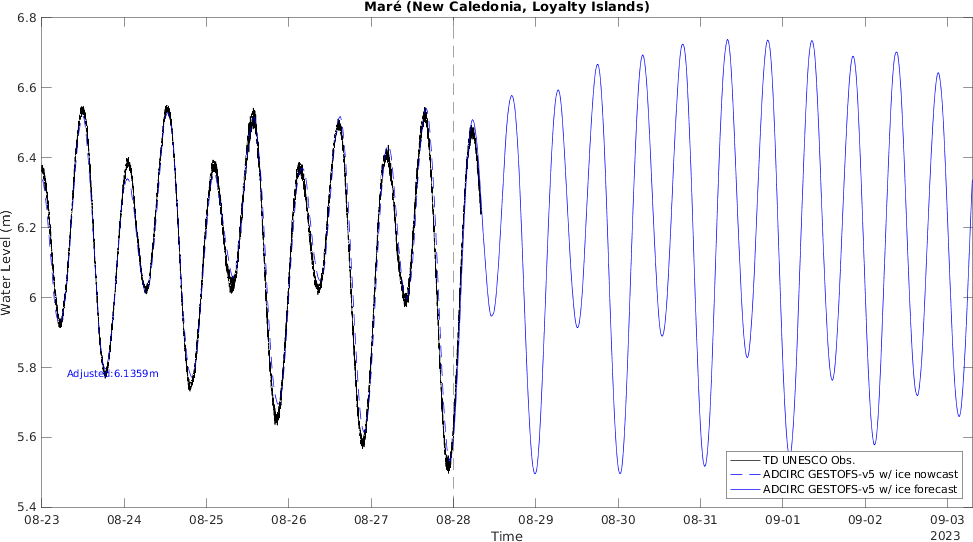 Maré (New Caledonia, Loyalty Islands)
6.8
6.6
6.4
6.2
6
5.8
5.6
5.4
Water Level (m)
Adjusted:6.1359m
TD UNESCO Obs.
ADCIRC GESTOFS-v5 w/ ice nowcast
ADCIRC GESTOFS-v5 w/ ice forecast
08-23 08-24 08-25 08-26 08-27 08-28 08-29 08-30 08-31 09-01 09-02 09-03
Time
2023